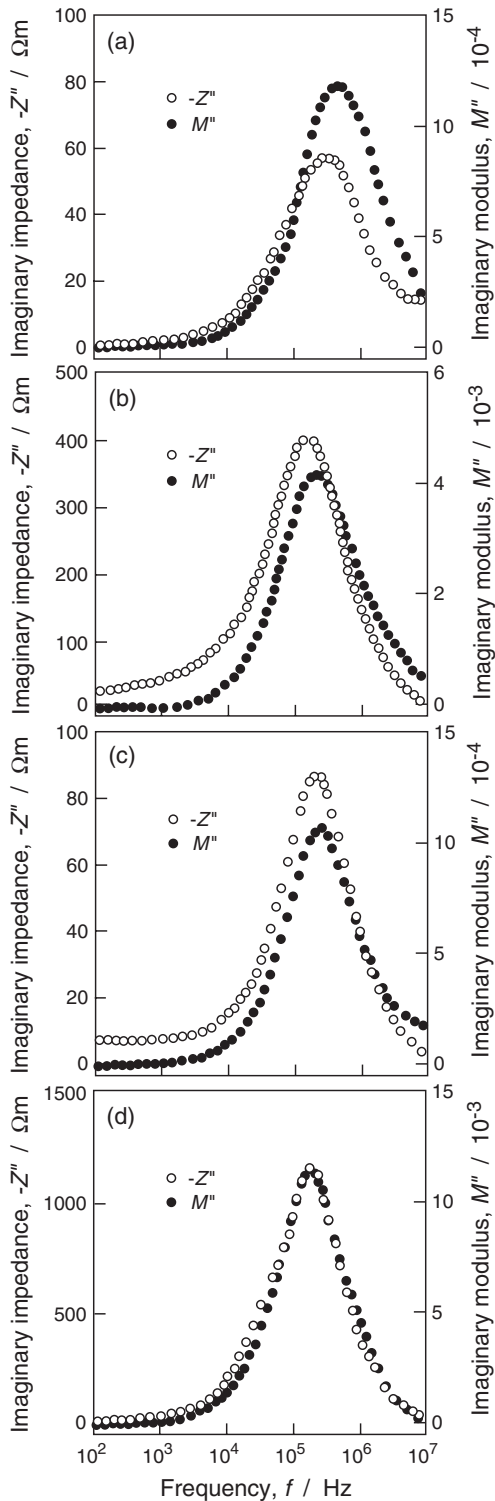 (a)
-Z"
M"
Imaginary impedance, -Z" / Ωm
100
80
60
40
20
0
15
10
5
0
Imaginary modulus, M" / 10-4
(b)
-Z"
M"
Imaginary impedance, -Z" / Ωm
500
400
300
200
100
0
6
4
2
0
Imaginary modulus, M" / 10-3
(c)
-Z"
M"
Imaginary impedance, -Z" / Ωm
100
80
60
40
20
0
15
10
5
0
Imaginary modulus, M" / 10-4
(d)
-Z"
M"
Imaginary impedance, -Z" / Ωm
1500
1000
500
0
15
10
5
0
Imaginary modulus, M" / 10-3
10² 10³ 10⁴ 10⁵ 10⁶ 10⁷
Frequency, f / Hz